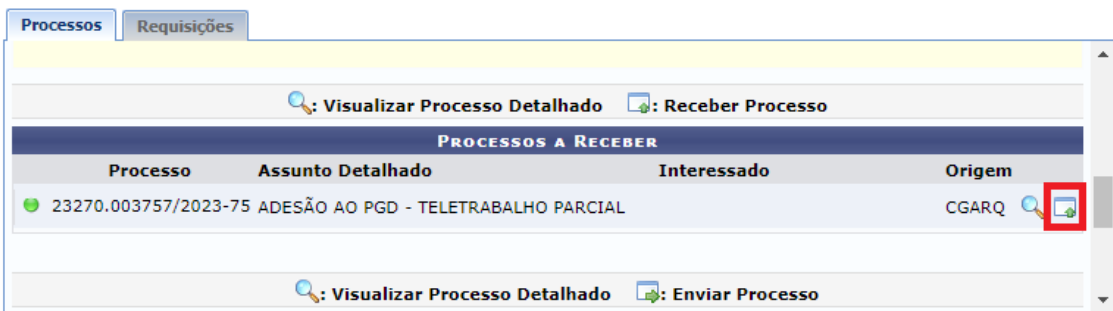 Processos Requisições
: Visualizar Processo Detalhado : Receber Processo
PROCESSOS A RECEBER
Processo Assunto Detalhado Interessado Origem
23270.003757/2023-75 ADESÃO AO PGD - TELETRABALHO PARCIAL CGARQ
: Visualizar Processo Detalhado : Enviar Processo